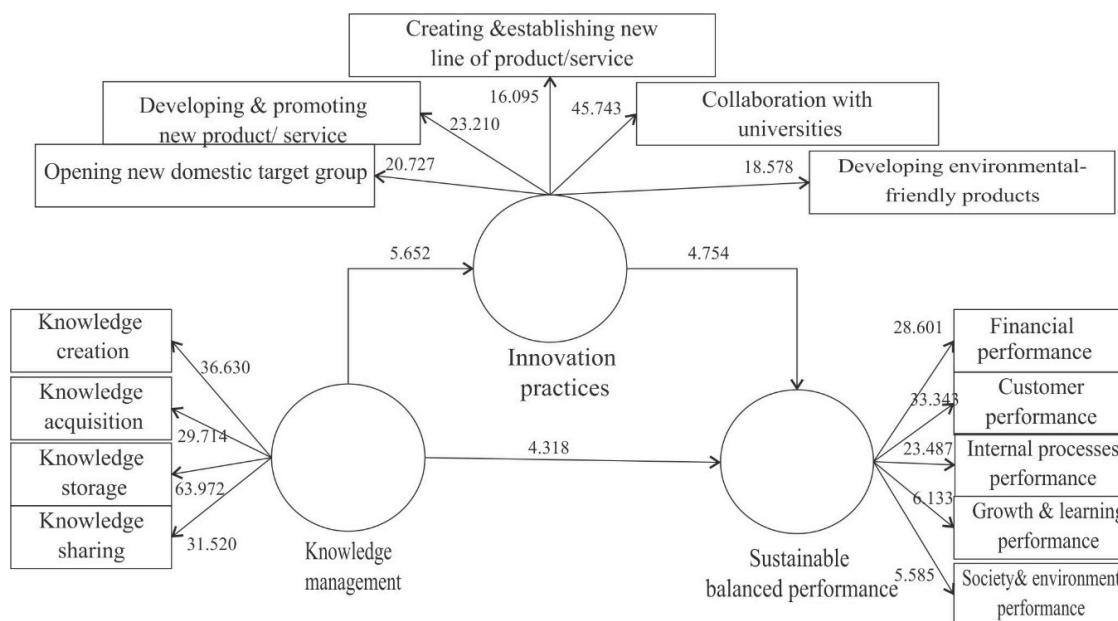 Creating &establishing new
line of product/service
16.095
45.743
Collaboration with
universities
Developing & promoting
new product/ service
23.210
Opening new domestic target group
20.727
18.578
Developing environmental-
friendly products
5.652
4.754
Innovation
practices
Knowledge
creation
36.630
Knowledge
acquisition
29.714
Knowledge
storage
63.972
Knowledge
sharing
31.520
Knowledge
management
4.318
Sustainable
balanced performance
28.601
Financial
performance
33.343
Customer
performance
23.487
Internal processes
performance
6.133
Growth & learning
performance
5.585
Society& environment
performance